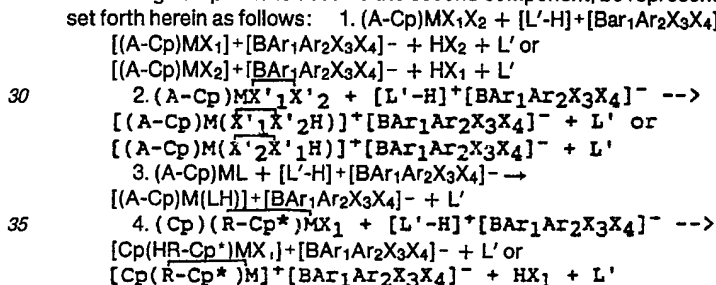 set forth herein as follows: 1. (A-Cp)MX₁X₂ + [L'-H]+[Bar₁Ar₂X₃X₄]
[(A-Cp)MX₁]+[BAr₁Ar₂X₃X₄]- + HX₂ + L' or
[(A-Cp)MX₂]+[BAr₁Ar₂X₃X₄]- + HX₁ + L'
30 2. (A-Cp)MX'₁X'₂ + [L'-H]⁺[BAr₁Ar₂X₃X₄]⁻ -->
[(A-Cp)M(X'₁X'₂H)]⁺[BAr₁Ar₂X₃X₄]⁻ + L' or
[(A-Cp)M(X'₂X'₁H)]⁺[BAr₁Ar₂X₃X₄]⁻ + L'
3. (A-Cp)ML + [L'-H]+[BAr₁Ar₂X₃X₄]- →
[(A-Cp)M(LH)]+[BAr₁Ar₂X₃X₄]- + L'
35 4. (Cp)(R-Cp*)MX₁ + [L'-H]⁺[BAr₁Ar₂X₃X₄]⁻ -->
[Cp(HR-Cp*)MX₁]+[BAr₁Ar₂X₃X₄]- + L' or
[Cp(R-Cp*)M]⁺[BAr₁Ar₂X₃X₄]⁻ + HX₁ + L'